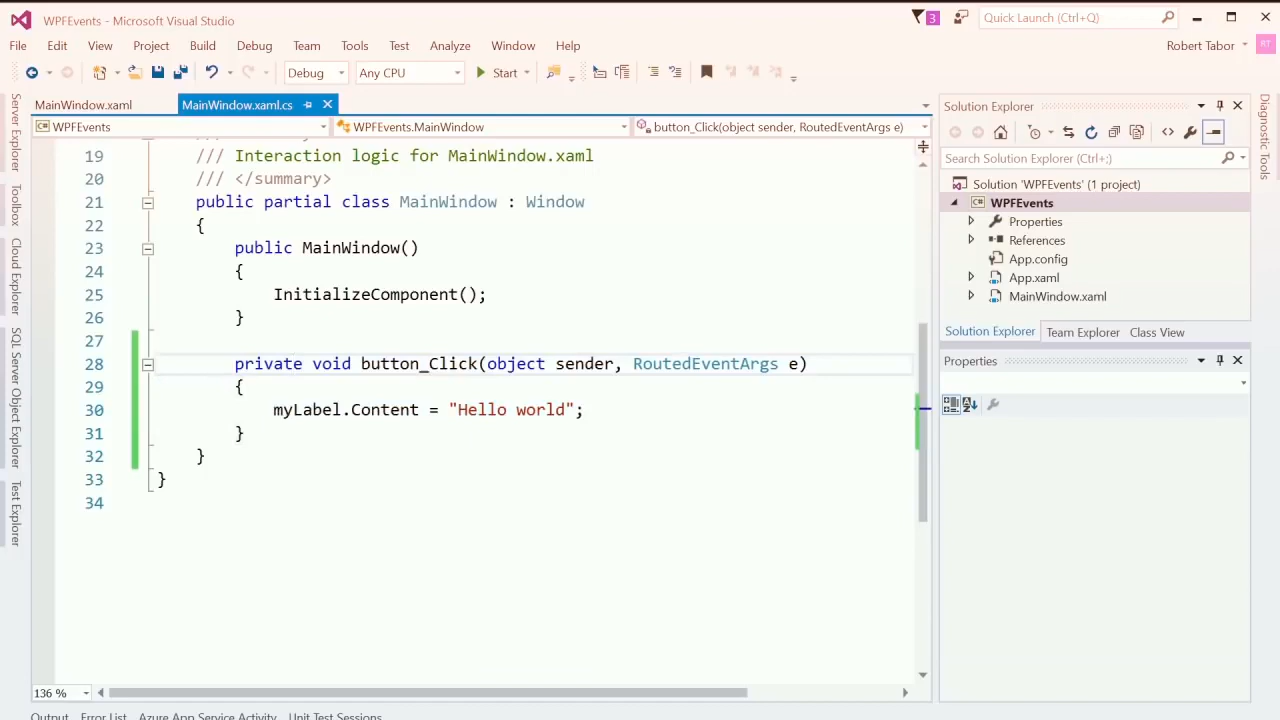 WPFEvents - Microsoft Visual Studio
3
Quick Launch (Ctrl+Q)
File Edit View Project Build Debug Team Tools Test Analyze Window Help
Robert Tabor
RT
Debug Any CPU Start
MainWindow.xaml MainWindow.xaml.cs
WPFEvents WPFEvents.MainWindow button_Click(object sender, RoutedEventArgs e)
19 /// Interaction logic for MainWindow.xaml
20 /// </summary>
21 public partial class MainWindow : Window
22 {
23 public MainWindow()
24 {
25 InitializeComponent();
26 }
27
28 private void button_Click(object sender, RoutedEventArgs e)
29 {
30 myLabel.Content = "Hello world";
31 }
32 }
33 }
34
136 %
Output Error List Azure App Service Activity Unit Test Sessions
Server Explorer
Toolbox
Cloud Explorer
SQL Server Object Explorer
Test Explorer
Solution Explorer
Search Solution Explorer (Ctrl+;)
Solution 'WPFEvents' (1 project)
WPFEvents
Properties
References
App.config
App.xaml
MainWindow.xaml
Solution Explorer Team Explorer Class View
Properties
Diagnostic Tools